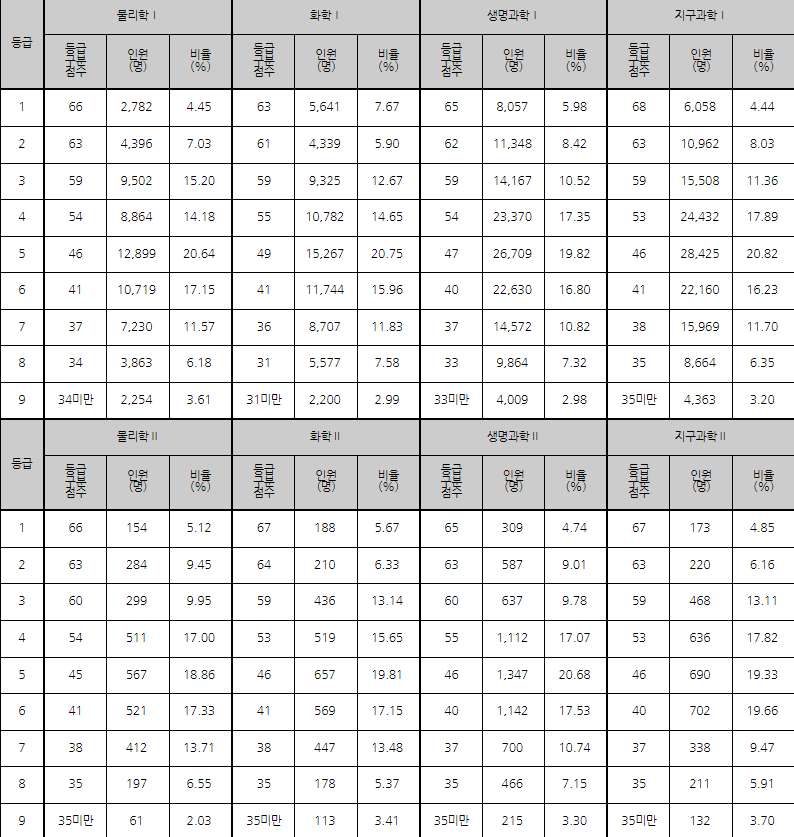 등급 물리학Ⅰ 화학Ⅰ 생명과학Ⅰ 지구과학Ⅰ
등급구분점수 인원(명) 비율(%) 등급구분점수 인원(명) 비율(%) 등급구분점수 인원(명) 비율(%) 등급구분점수 인원(명) 비율(%)
1 66 2,782 4.45 63 5,641 7.67 65 8,057 5.98 68 6,058 4.44
2 63 4,396 7.03 61 4,339 5.90 62 11,348 8.42 63 10,962 8.03
3 59 9,502 15.20 59 9,325 12.67 59 14,167 10.52 59 15,508 11.36
4 54 8,864 14.18 55 10,782 14.65 54 23,370 17.35 53 24,432 17.89
5 46 12,899 20.64 49 15,267 20.75 47 26,709 19.82 46 28,425 20.82
6 41 10,719 17.15 41 11,744 15.96 40 22,630 16.80 41 22,160 16.23
7 37 7,230 11.57 36 8,707 11.83 37 14,572 10.82 38 15,969 11.70
8 34 3,863 6.18 31 5,577 7.58 33 9,864 7.32 35 8,664 6.35
9 34미만 2,254 3.61 31미만 2,200 2.99 33미만 4,009 2.98 35미만 4,363 3.20
등급 물리학Ⅱ 화학Ⅱ 생명과학Ⅱ 지구과학Ⅱ
등급구분점수 인원(명) 비율(%) 등급구분점수 인원(명) 비율(%) 등급구분점수 인원(명) 비율(%) 등급구분점수 인원(명) 비율(%)
1 66 154 5.12 67 188 5.67 65 309 4.74 67 173 4.85
2 63 284 9.45 64 210 6.33 63 587 9.01 63 220 6.16
3 60 299 9.95 59 436 13.14 60 637 9.78 59 468 13.11
4 54 511 17.00 53 519 15.65 55 1,112 17.07 53 636 17.82
5 45 567 18.86 46 657 19.81 46 1,347 20.68 46 690 19.33
6 41 521 17.33 41 569 17.15 40 1,142 17.53 40 702 19.66
7 38 412 13.71 38 447 13.48 37 700 10.74 37 338 9.47
8 35 197 6.55 35 178 5.37 35 466 7.15 35 211 5.91
9 35미만 61 2.03 35미만 113 3.41 35미만 215 3.30 35미만 132 3.70